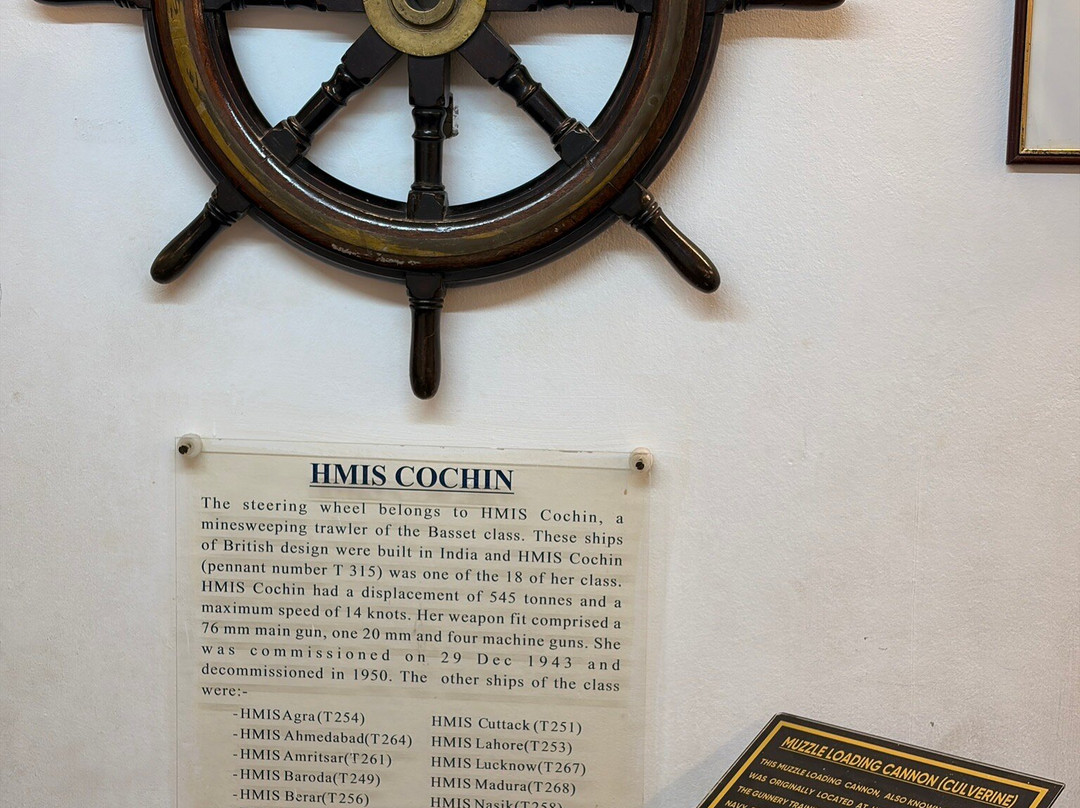 HMIS COCHIN
The steering wheel belongs to HMIS Cochin, a
minesweeping trawler of the Basset class. These ships
of British design were built in India and HMIS Cochin
(pennant number T 315) was one of the 18 of her class.
HMIS Cochin had a displacement of 545 tonnes and a
maximum speed of 14 knots. Her weapon fit comprised a
76 mm main gun, one 20 mm and four machine guns. She
was commissioned on 29 Dec 1943 and
decommissioned in 1950. The other ships of the class
were:-
-HMIS Agra(T254)
-HMIS Ahmedabad(T264)
-HMIS Amritsar(T261)
-HMIS Baroda(T249)
-HMIS Berar(T256)
HMIS Cuttack (T251)
HMIS Lahore(T253)
HMIS Lucknow(T267)
HMIS Madura(T268)
HMIS Nasik(T258)
MUZZLE LOADING CANNON (CULVERINE)
THIS MUZZLE LOADING CANNON, ALSO KNOW
WAS ORIGINALLY LOCATED AT
THE GUNNERY TRAIN
NAVY